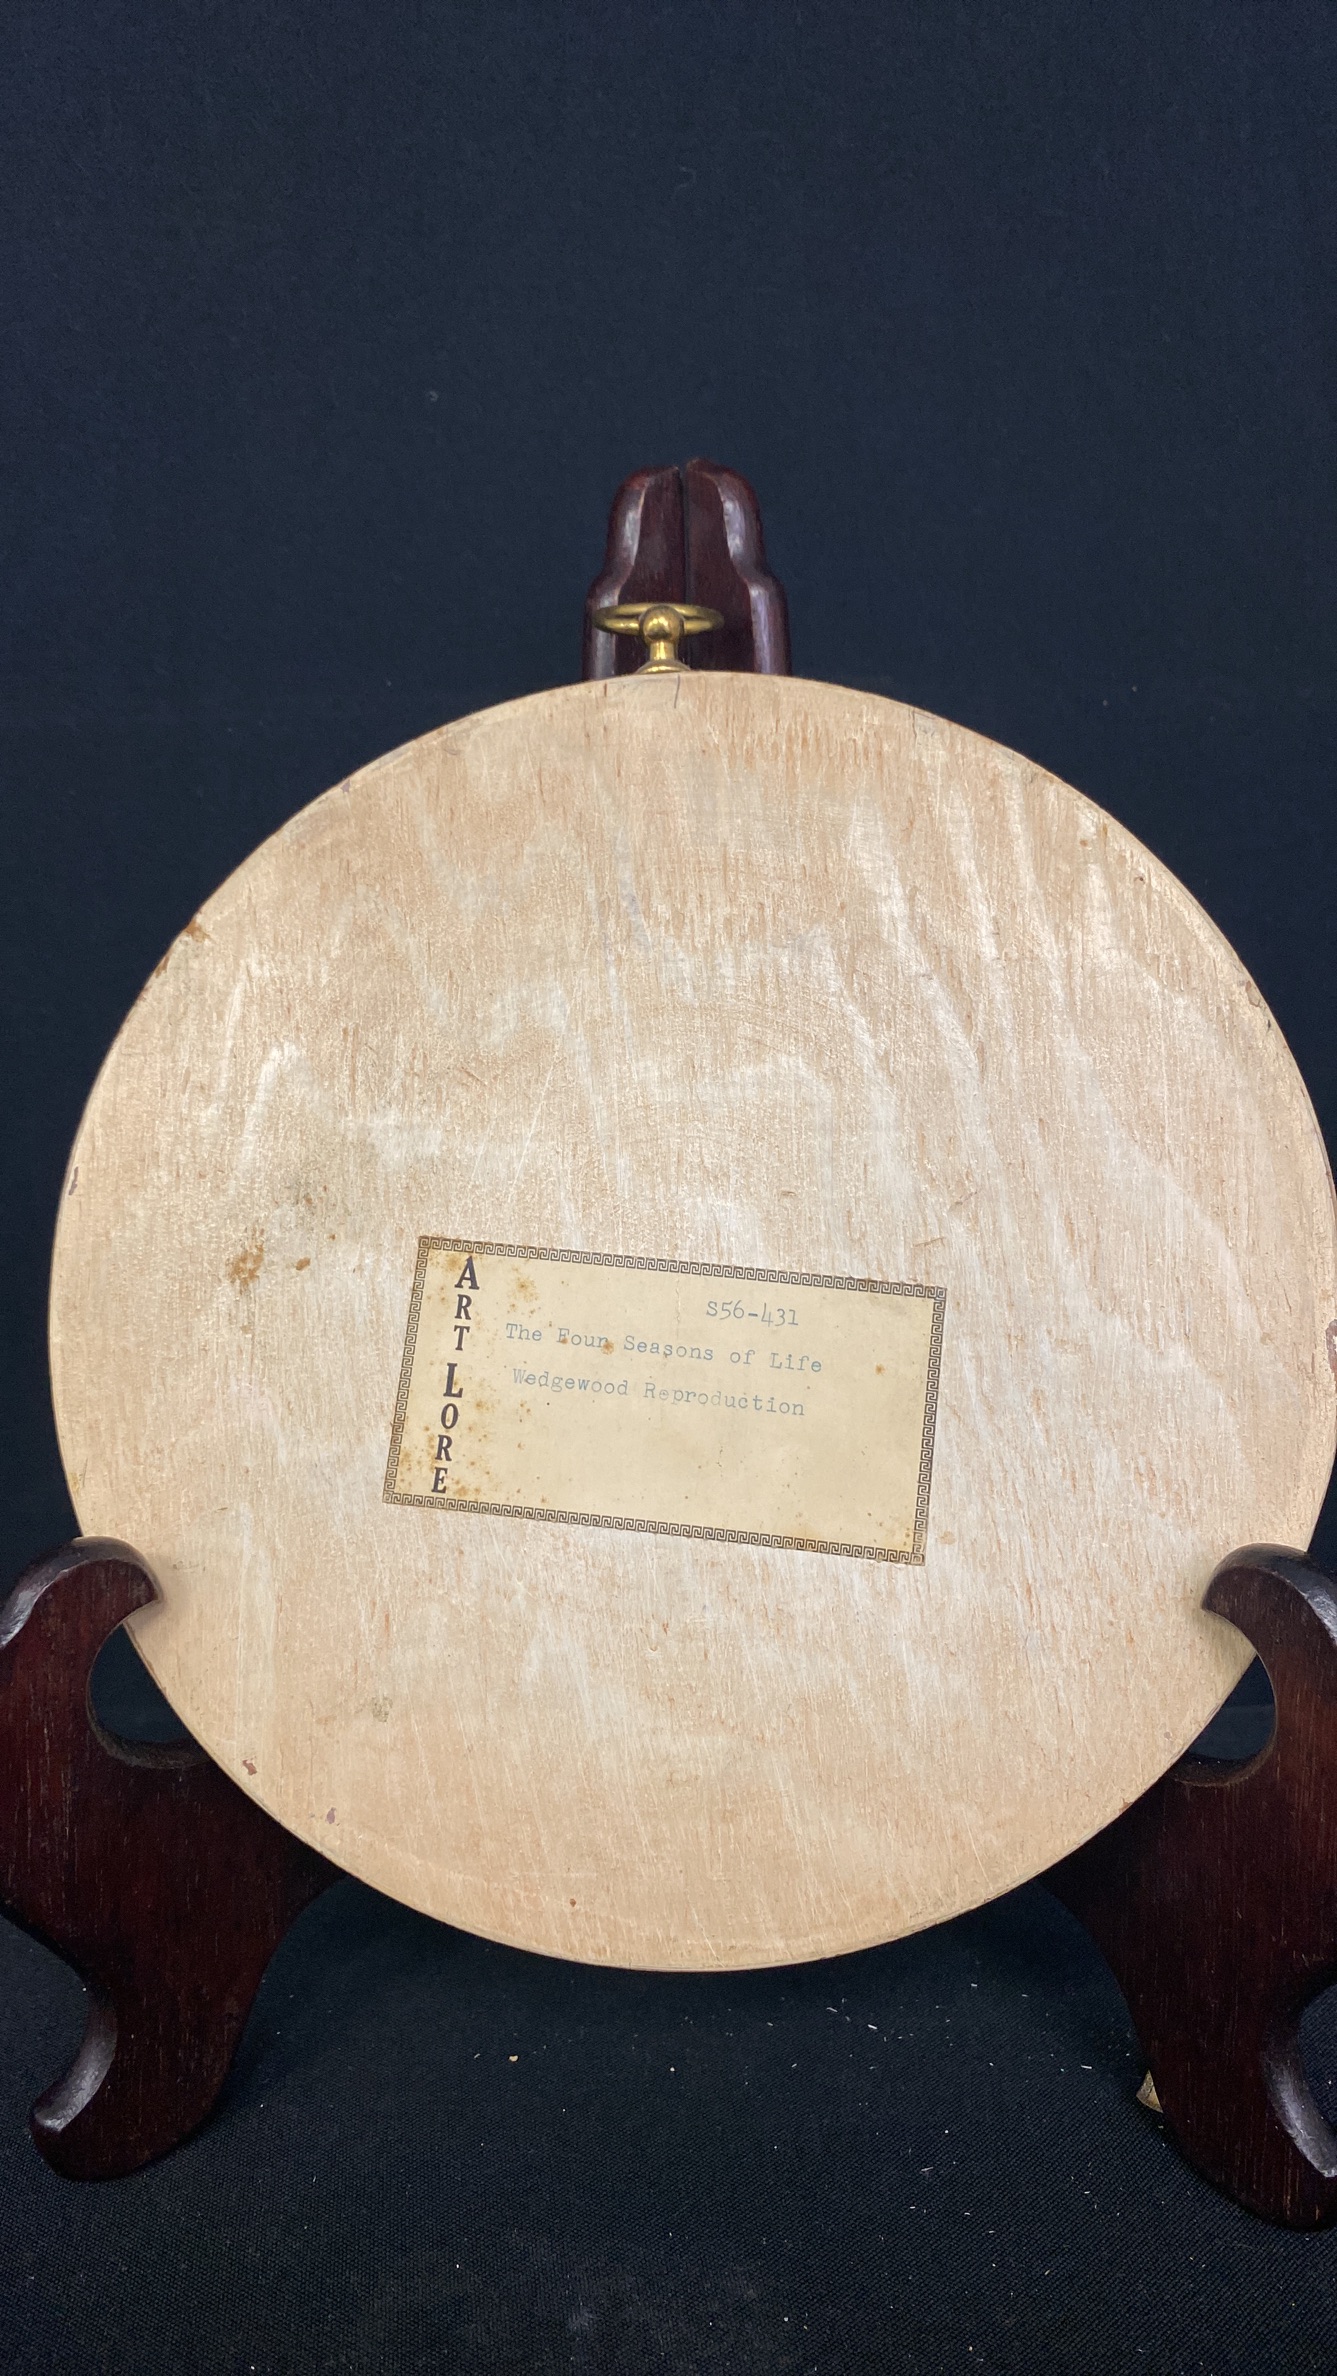 ART LORE
S56-431
The Four Seasons of Life
Wedgewood Reproduction